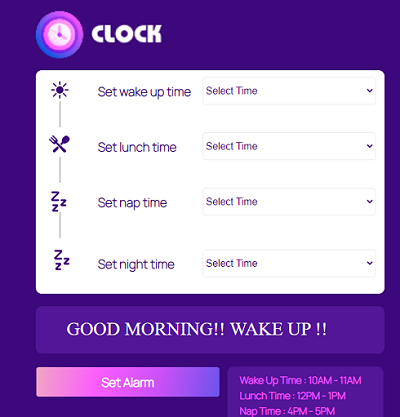 CLOCK
Set wake up time Select Time
Set lunch time Select Time
Set nap time Select Time
Set night time Select Time
GOOD MORNING!! WAKE UP !!
Set Alarm
Wake Up Time : 10AM - 11AM
Lunch Time : 12PM - 1PM
Nap Time : 4PM - 5PM